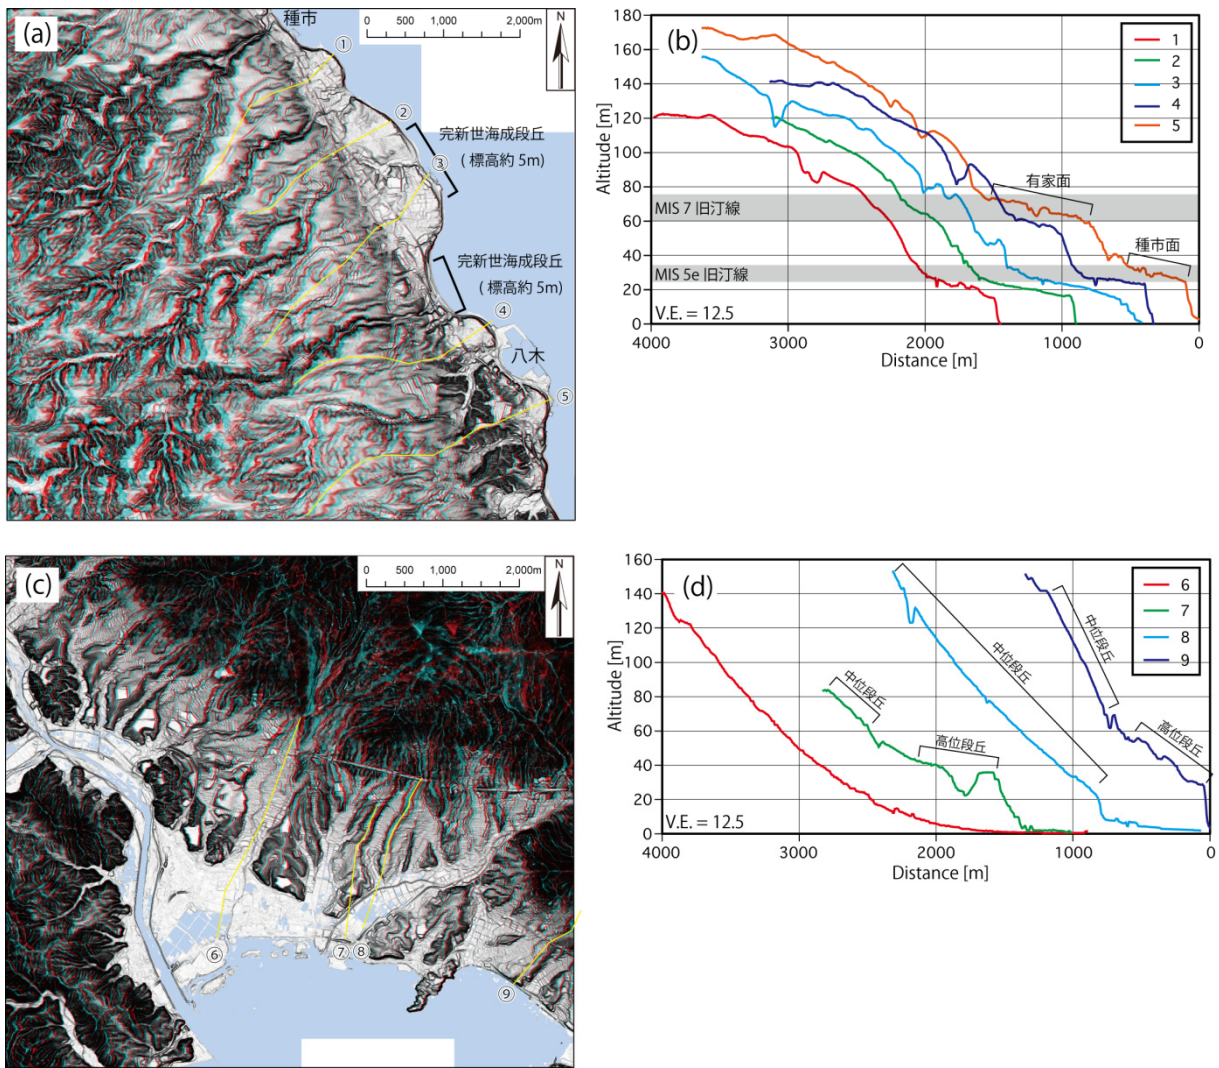 (a)
種市
0 500 1,000 2,000m
N
①
②
完新世海成段丘
( 標高約 5m)
③
完新世海成段丘
( 標高約 5m)
④
八木
⑤
(b)
180
160
140
120
100
80
60
40
20
0
Altitude [m]
1
2
3
4
5
有家面
MIS 7 旧汀線
種市面
MIS 5e 旧汀線
V.E. = 12.5
4000 3000 2000 1000 0
Distance [m]
(c)
0 500 1,000 2,000m
N
⑥
⑦
⑧
⑨
(d)
160
140
120
100
80
60
40
20
0
Altitude [m]
6
7
8
9
中位段丘
中位段丘
中位段丘
高位段丘
高位段丘
V.E. = 12.5
4000 3000 2000 1000 0
Distance [m]